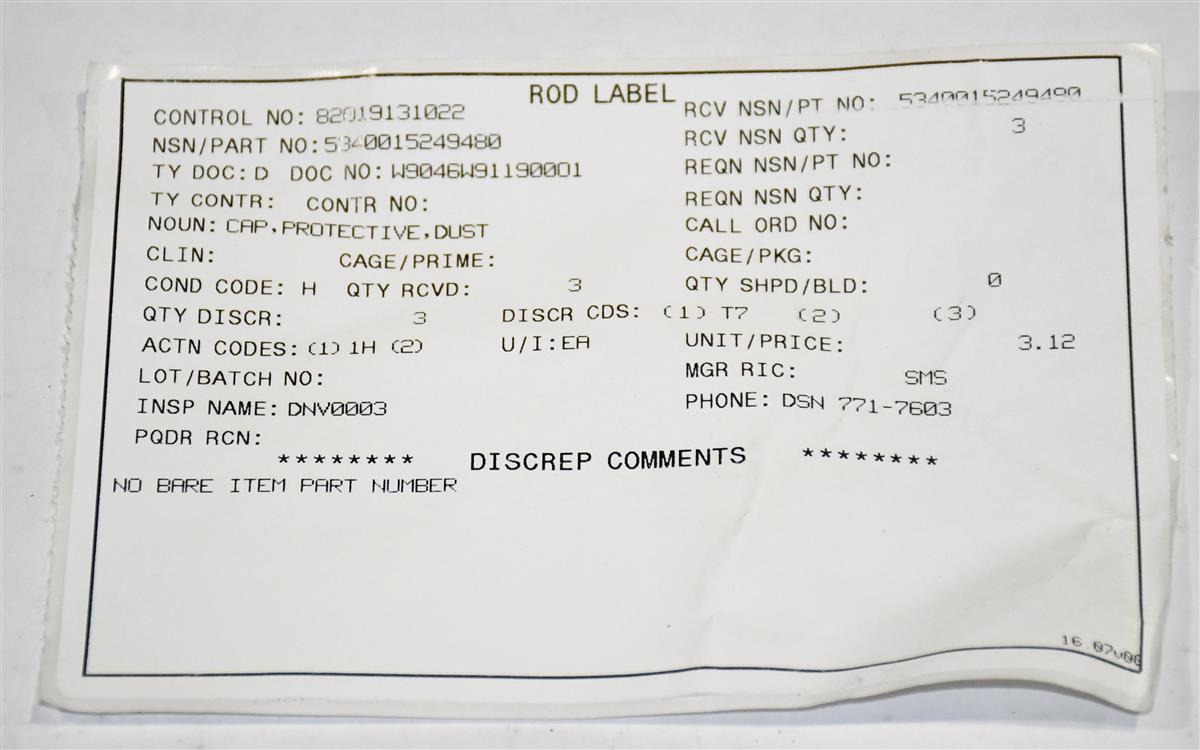 ROD LABEL
CONTROL NO: 82019131022 RCV NSN/PT NO: 5340015249480
NSN/PART NO: 5340015249480 RCV NSN QTY: 3
TY DOC: D DOC NO: W9046W91190001 REQN NSN/PT NO:
TY CONTR: CONTR NO: REQN NSN QTY:
NOUN: CAP, PROTECTIVE, DUST CALL ORD NO:
CLIN: CAGE/PRIME: CAGE/PKG:
COND CODE: H QTY RCVD: 3 QTY SHPD/BLD: 0
QTY DISCR: 3 DISCR CDS: (1) T7 (2) (3)
ACTN CODES: (1) 1H (2) U/I: EA UNIT/PRICE: 3.12
LOT/BATCH NO: MGR RIC: SMS
INSP NAME: DNV0003 PHONE: DSN 771-7603
PQDR RCN:
******** DISCREP COMMENTS ********
NO BARE ITEM PART NUMBER